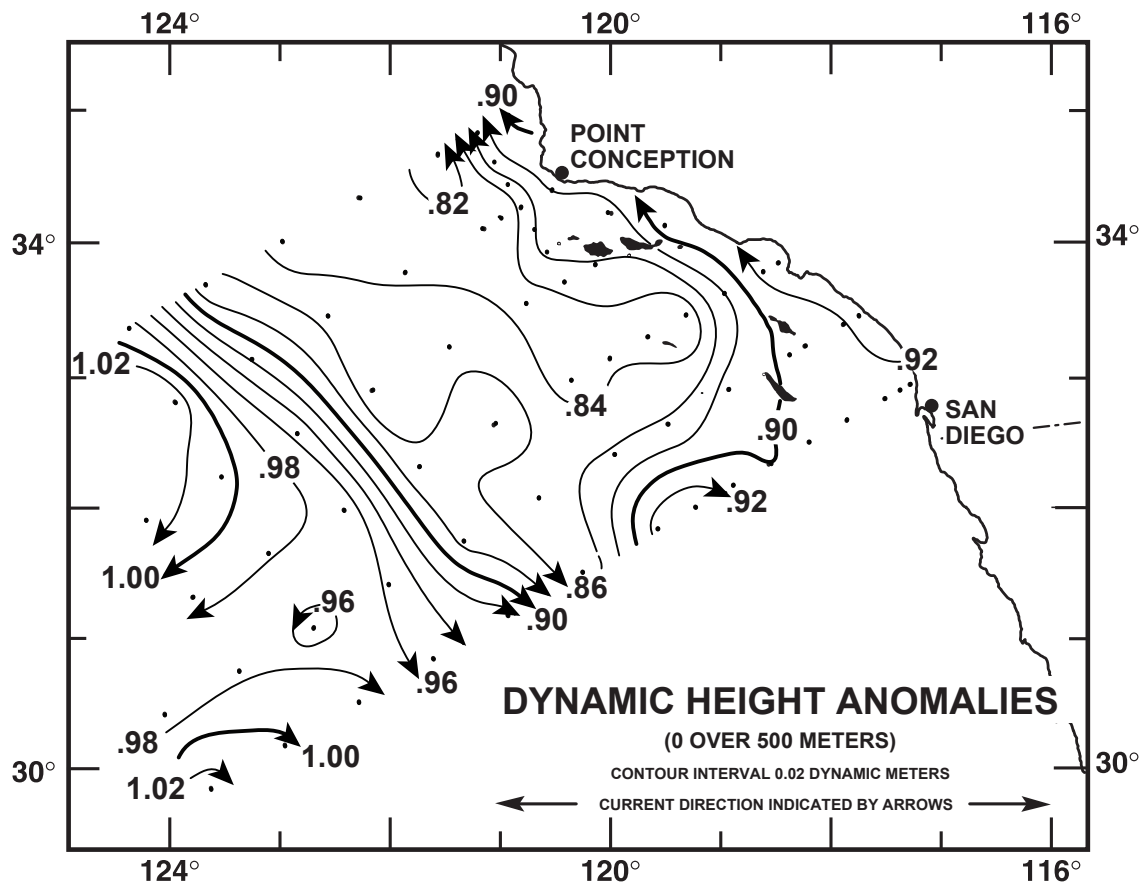 124° 120° 116°
.90
POINT
CONCEPTION
.82
34° 34°
1.02
.92
.84
SAN
DIEGO
.90
.98
.92
1.00
.86
.96
.90
.96
DYNAMIC HEIGHT ANOMALIES
.98
(0 OVER 500 METERS)
1.00
30° 30°
CONTOUR INTERVAL 0.02 DYNAMIC METERS
1.02
CURRENT DIRECTION INDICATED BY ARROWS
124° 120° 116°